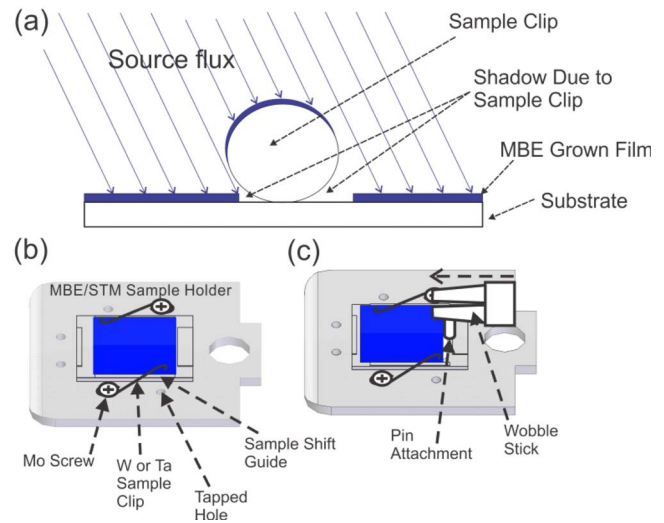 (a)
Sample Clip
Source flux
Shadow Due to
Sample Clip
MBE Grown Film
Substrate
(b)
(c)
MBE/STM Sample Holder
Mo Screw
W or Ta
Sample
Clip
Tapped
Hole
Sample Shift
Guide
Pin
Attachment
Wobble
Stick